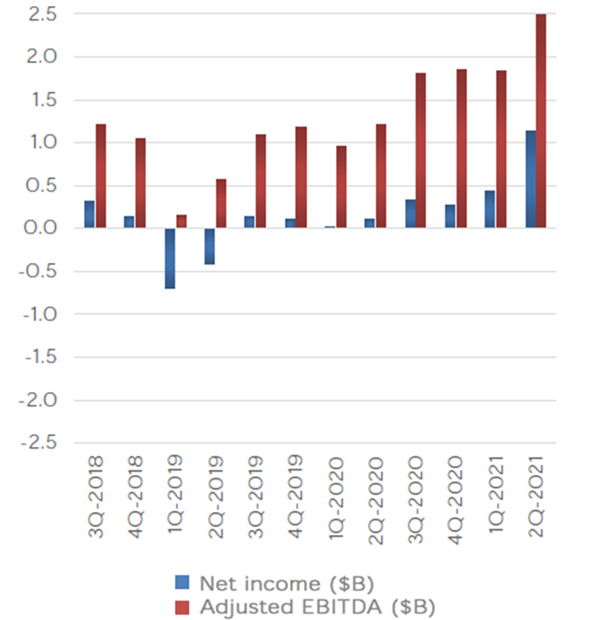 2.5
2.0
1.5
1.0
0.5
0.0
-0.5
-1.0
-1.5
-2.0
-2.5
3Q-2018
4Q-2018
1Q-2019
2Q-2019
3Q-2019
4Q-2019
1Q-2020
2Q-2020
3Q-2020
4Q-2020
1Q-2021
2Q-2021
Net income ($B)
Adjusted EBITDA ($B)